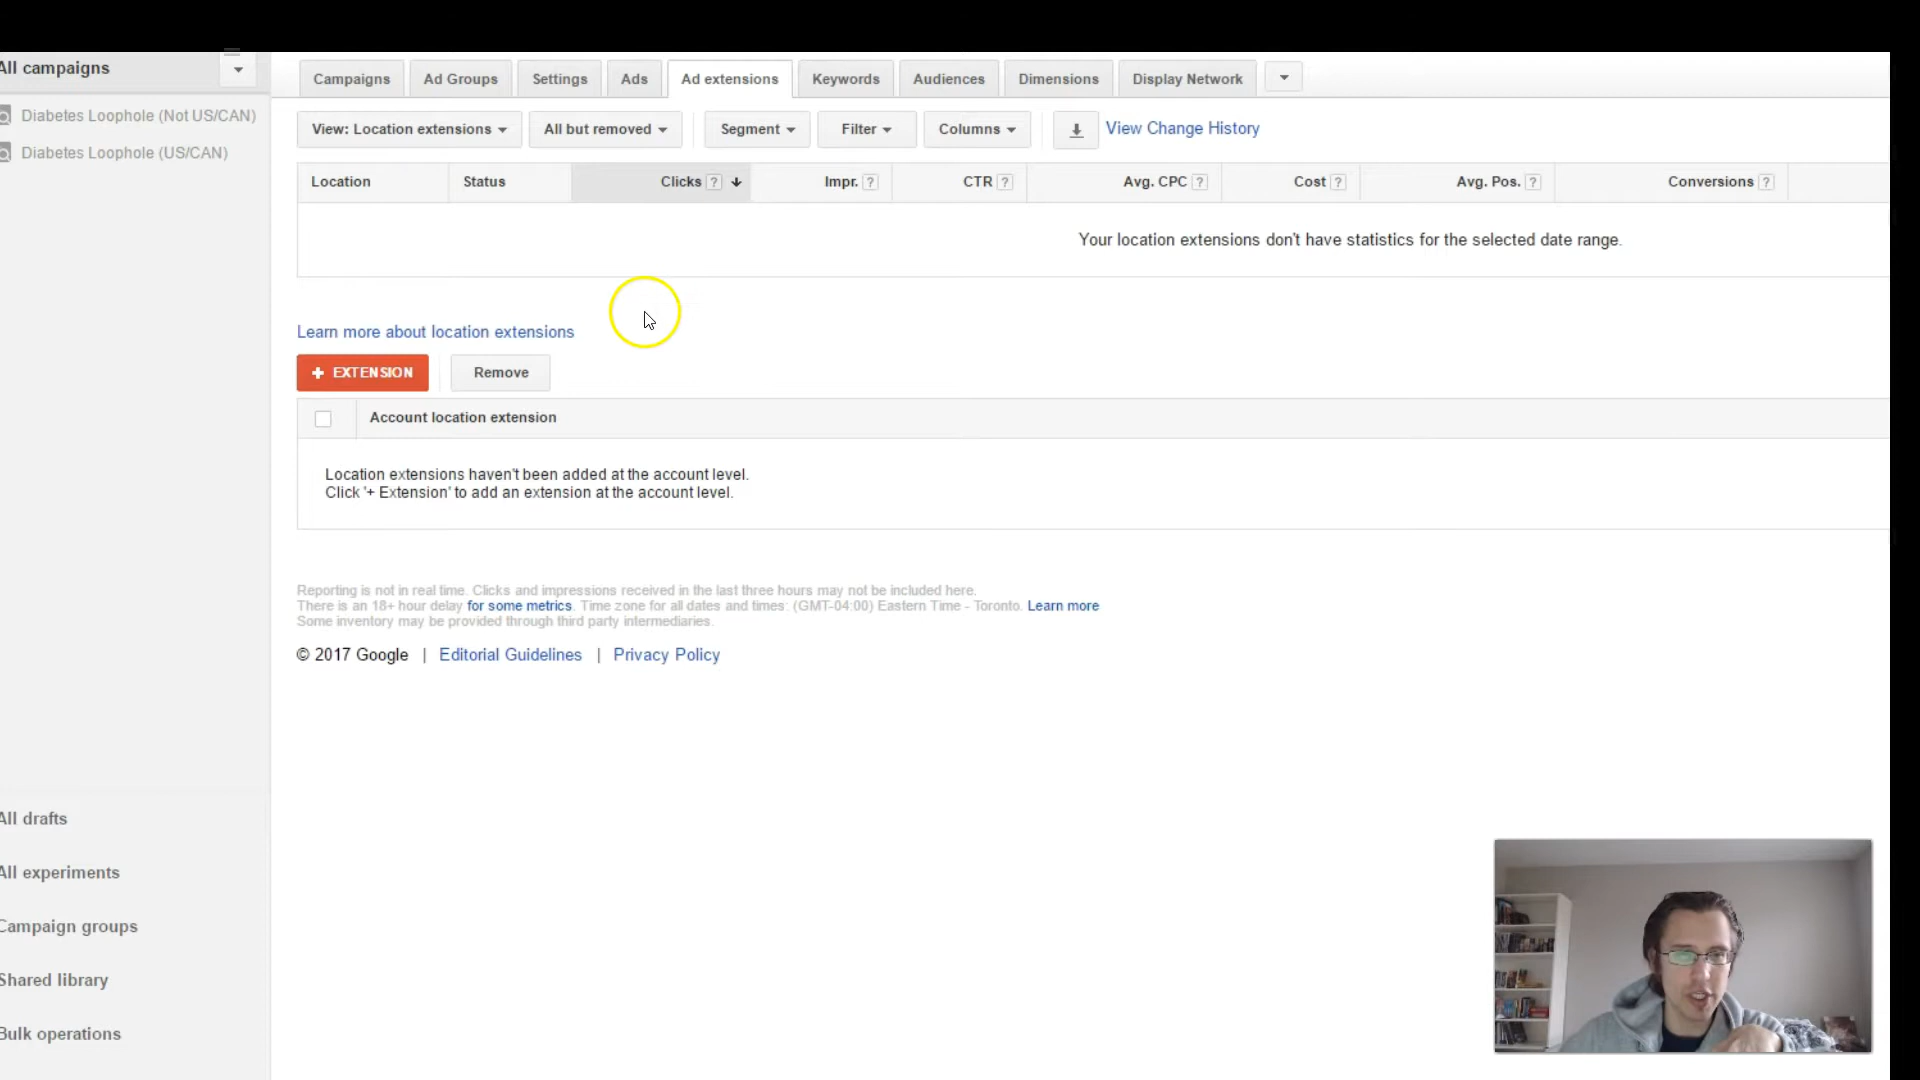 All campaigns
Campaigns Ad Groups Settings Ads Ad extensions Keywords Audiences Dimensions Display Network
Diabetes Loophole (Not US/CAN)
Diabetes Loophole (US/CAN)
View: Location extensions All but removed Segment Filter Columns View Change History
Location Status Clicks ? Impr. ? CTR ? Avg. CPC ? Cost ? Avg. Pos. ? Conversions ?
Your location extensions don't have statistics for the selected date range.
Learn more about location extensions
+ EXTENSION Remove
Account location extension
Location extensions haven't been added at the account level.
Click '+ Extension' to add an extension at the account level.
Reporting is not in real time. Clicks and impressions received in the last three hours may not be included here.
There is an 18+ hour delay for some metrics. Time zone for all dates and times: (GMT-04:00) Eastern Time - Toronto. Learn more
Some inventory may be provided through third party intermediaries.
© 2017 Google | Editorial Guidelines | Privacy Policy
All drafts
All experiments
Campaign groups
Shared library
Bulk operations